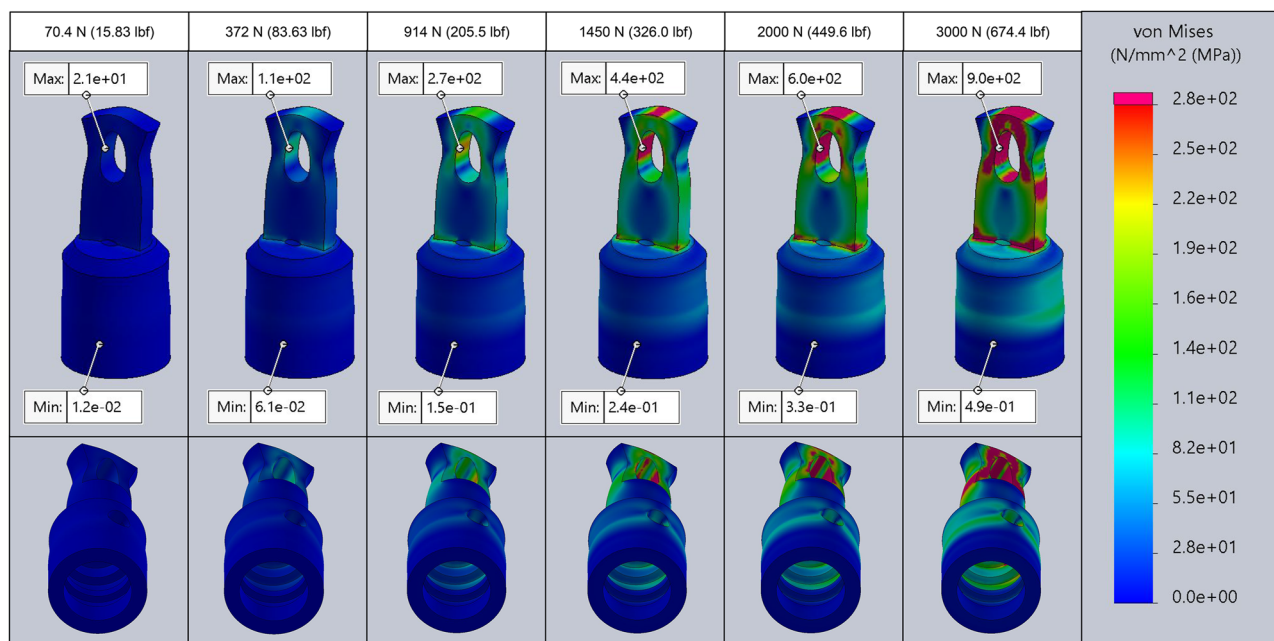 70.4 N (15.83 lbf)
372 N (83.63 lbf)
914 N (205.5 lbf)
1450 N (326.0 lbf)
2000 N (449.6 lbf)
3000 N (674.4 lbf)
Max: 2.1e+01
Max: 1.1e+02
Max: 2.7e+02
Max: 4.4e+02
Max: 6.0e+02
Max: 9.0e+02
Min: 1.2e-02
Min: 6.1e-02
Min: 1.5e-01
Min: 2.4e-01
Min: 3.3e-01
Min: 4.9e-01
von Mises
(N/mm^2 (MPa))
2.8e+02
2.5e+02
2.2e+02
1.9e+02
1.6e+02
1.4e+02
1.1e+02
8.2e+01
5.5e+01
2.8e+01
0.0e+00